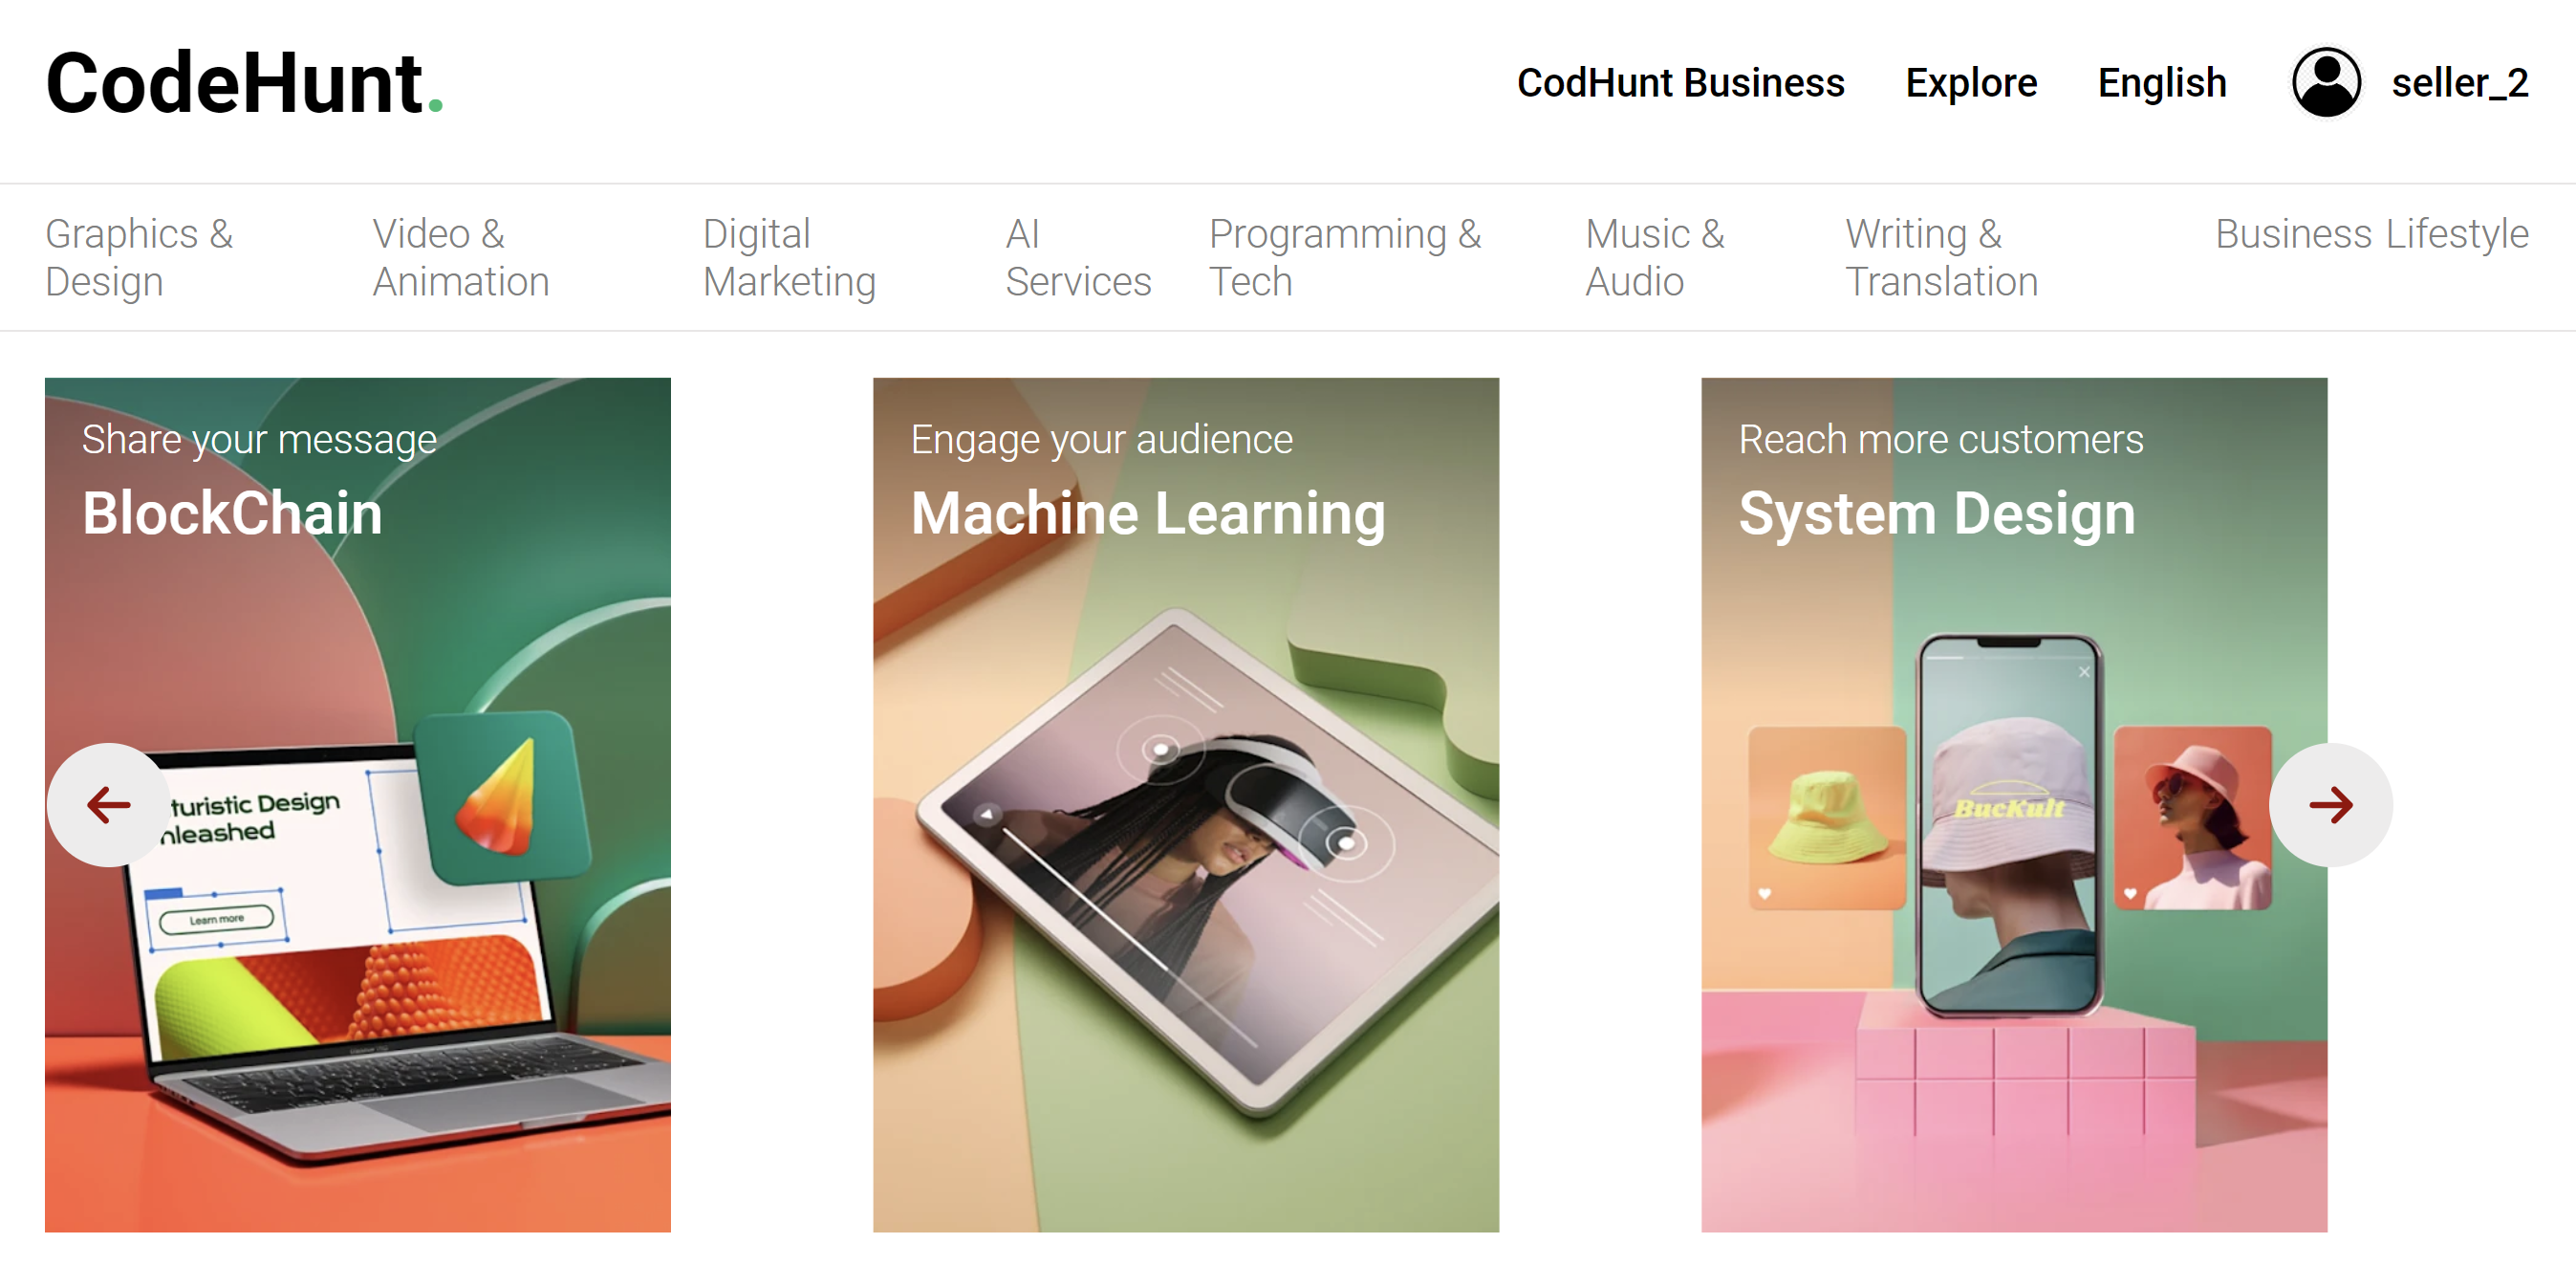 CodeHunt.
CodHunt Business Explore English seller_2
Graphics & Design
Video & Animation
Digital Marketing
AI Services
Programming & Tech
Music & Audio
Writing & Translation
Business
Lifestyle
Share your message
BlockChain
turistic Design
nleashed
Learn more
Engage your audience
Machine Learning
Reach more customers
System Design
BucKult